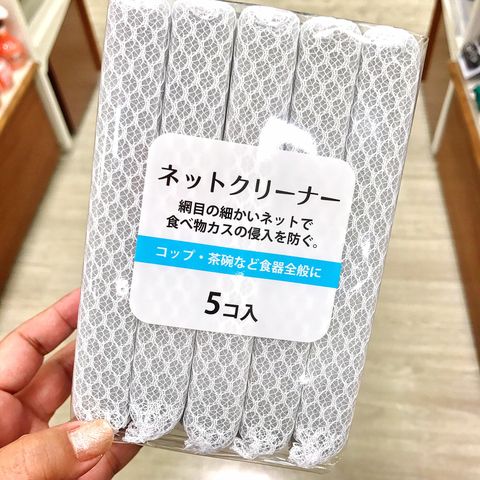 ネットクリーナー
網目の細かいネットで
食べ物カスの侵入を防ぐ。
コップ・茶碗など食器全般に
5コ入